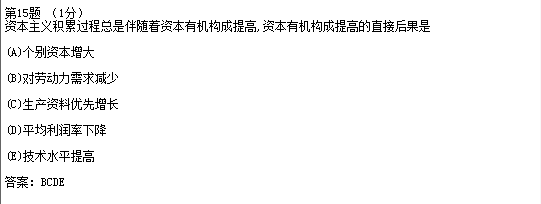 第15题 （1分）
资本主义积累过程总是伴随着资本有机构成提高,资本有机构成提高的直接后果是
(A)个别资本增大
(B)对劳动力需求减少
(C)生产资料优先增长
(D)平均利润率下降
(E)技术水平提高
答案：BCDE